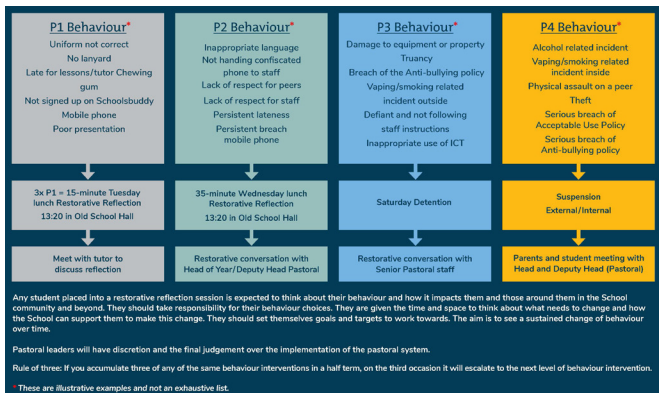 P1 Behaviour*
Uniform not correct
No lanyard
Late for lessons/tutor Chewing
gum
Not signed up on Schoolsbuddy
Mobile phone
Poor presentation
3x P1 = 15-minute Tuesday
lunch Restorative Reflection
13:20 in Old School Hall
Meet with tutor to
discuss reflection
P2 Behaviour*
Inappropriate language
Not handing confiscated
phone to staff
Lack of respect for peers
Lack of respect for staff
Persistent lateness
Persistent breach
mobile phone
35-minute Wednesday lunch
Restorative Reflection
13:20 in Old School Hall
Restorative conversation with
Head of Year/Deputy Head Pastoral
P3 Behaviour*
Damage to equipment or property
Truancy
Breach of the Anti-bullying policy
Vaping/smoking related
incident outside
Defiant and not following
staff instructions
Inappropriate use of ICT
Saturday Detention
Restorative conversation with
Senior Pastoral staff
P4 Behaviour*
Alcohol related incident
Vaping/smoking related
incident inside
Physical assault on a peer
Theft
Serious breach of
Acceptable Use Policy
Serious breach of
Anti-bullying policy
Suspension
External/Internal
Parents and student meeting with
Head and Deputy Head (Pastoral)
Any student placed into a restorative reflection session is expected to think about their behaviour and how it impacts them and those around them in the School
community and beyond. They should take responsibility for their behaviour choices. They are given the time and space to think about what needs to change and how
the School can support them to make this change. They should set themselves goals and targets to work towards. The aim is to see a sustained change of behaviour
over time.
Pastoral leaders will have discretion and the final judgement over the implementation of the pastoral system.
Rule of three: If you accumulate three of any of the same behaviour interventions in a half term, on the third occasion it will escalate to the next level of behaviour intervention.
* These are illustrative examples and not an exhaustive list.